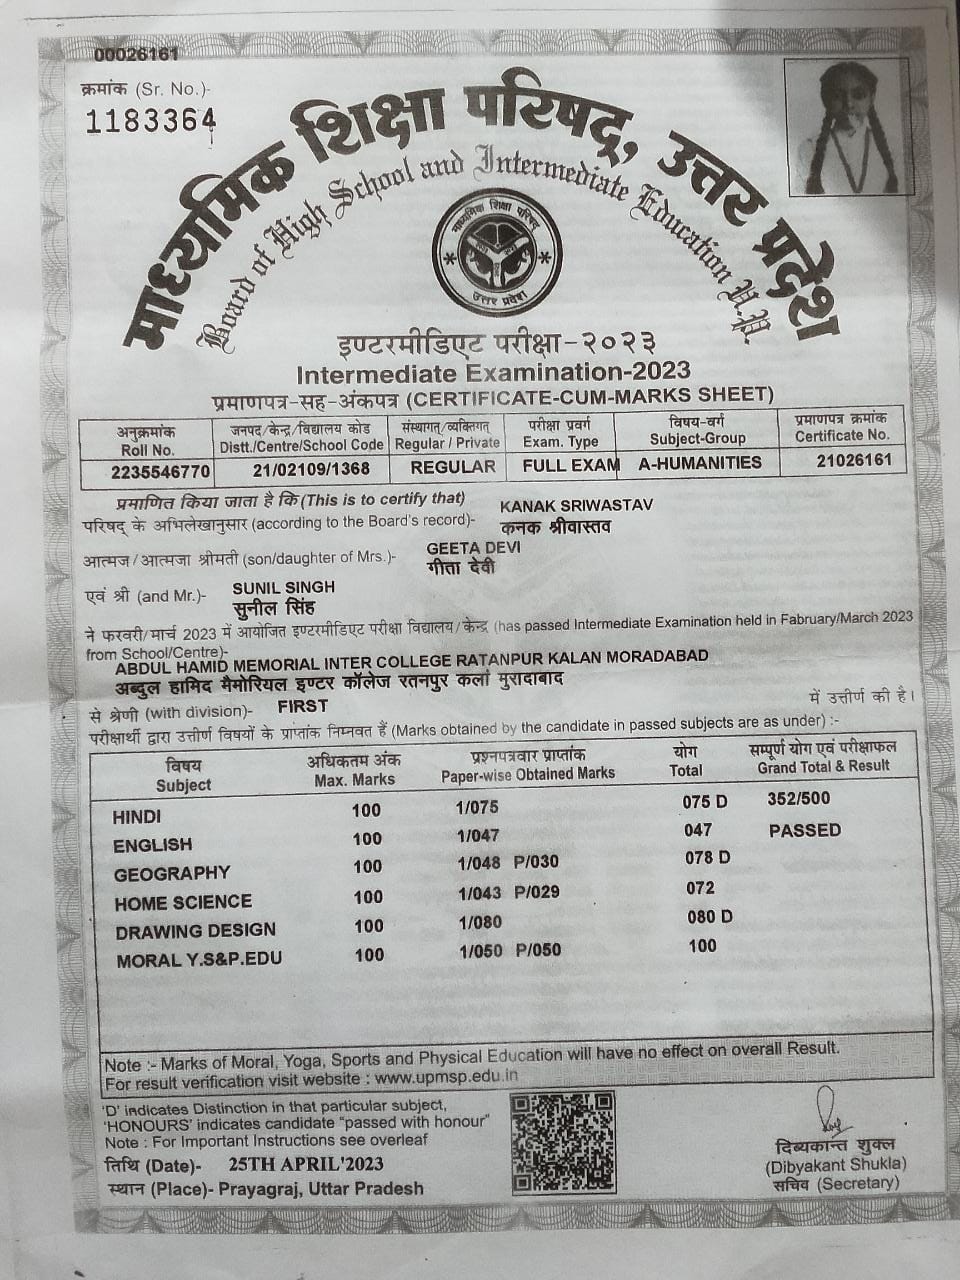 00026161
क्रमांक (Sr. No.)-
1183364
माध्यमिक शिक्षा परिषद्, उत्तर प्रदेश
Board of High School and Intermediate Education U.P.
माध्यमिक शिक्षा परिषद्
उत्तर प्रदेश
इण्टरमीडिएट परीक्षा-२०२३
Intermediate Examination-2023
प्रमाणपत्र-सह-अंकपत्र (CERTIFICATE-CUM-MARKS SHEET)
अनुक्रमांक जनपद/केन्द्र/विद्यालय कोड संस्थागत/व्यक्तिगत परीक्षा प्रवर्ग विषय-वर्ग प्रमाणपत्र क्रमांक
Roll No. Distt./Centre/School Code Regular / Private Exam. Type Subject-Group Certificate No.
2235546770 21/02109/1368 REGULAR FULL EXAM A-HUMANITIES 21026161
प्रमाणित किया जाता है कि (This is to certify that) KANAK SRIWASTAV
परिषद् के अभिलेखानुसार (according to the Board's record)- कनक श्रीवास्तव
आत्मज/आत्मजा श्रीमती (son/daughter of Mrs.)- GEETA DEVI
गीता देवी
एवं श्री (and Mr.)- SUNIL SINGH
सुनील सिंह
ने फरवरी/मार्च 2023 में आयोजित इण्टरमीडिएट परीक्षा विद्यालय/केन्द्र (has passed Intermediate Examination held in Fabruary/March 2023
from School/Centre)-
ABDUL HAMID MEMORIAL INTER COLLEGE RATANPUR KALAN MORADABAD
अब्दुल हामिद मैमोरियल इण्टर कॉलेज रतनपुर कलां मुरादाबाद
से श्रेणी (with division)- FIRST में उत्तीर्ण की है।
परीक्षार्थी द्वारा उत्तीर्ण विषयों के प्राप्तांक निम्नवत हैं (Marks obtained by the candidate in passed subjects are as under) :-
विषय अधिकतम अंक प्रश्नपत्रवार प्राप्तांक योग सम्पूर्ण योग एवं परीक्षाफल
Subject Max. Marks Paper-wise Obtained Marks Total Grand Total & Result
HINDI 100 1/075 075 D 352/500
ENGLISH 100 1/047 047 PASSED
GEOGRAPHY 100 1/048 P/030 078 D
HOME SCIENCE 100 1/043 P/029 072
DRAWING DESIGN 100 1/080 080 D
MORAL Y.S&P.EDU 100 1/050 P/050 100
Note :- Marks of Moral, Yoga, Sports and Physical Education will have no effect on overall Result.
For result verification visit website : www.upmsp.edu.in
'D' indicates Distinction in that particular subject,
'HONOURS' indicates candidate "passed with honour"
Note : For Important Instructions see overleaf
तिथि (Date)- 25TH APRIL'2023
स्थान (Place)- Prayagraj, Uttar Pradesh
दिब्यकान्त शुक्ल
(Dibyakant Shukla)
सचिव (Secretary)